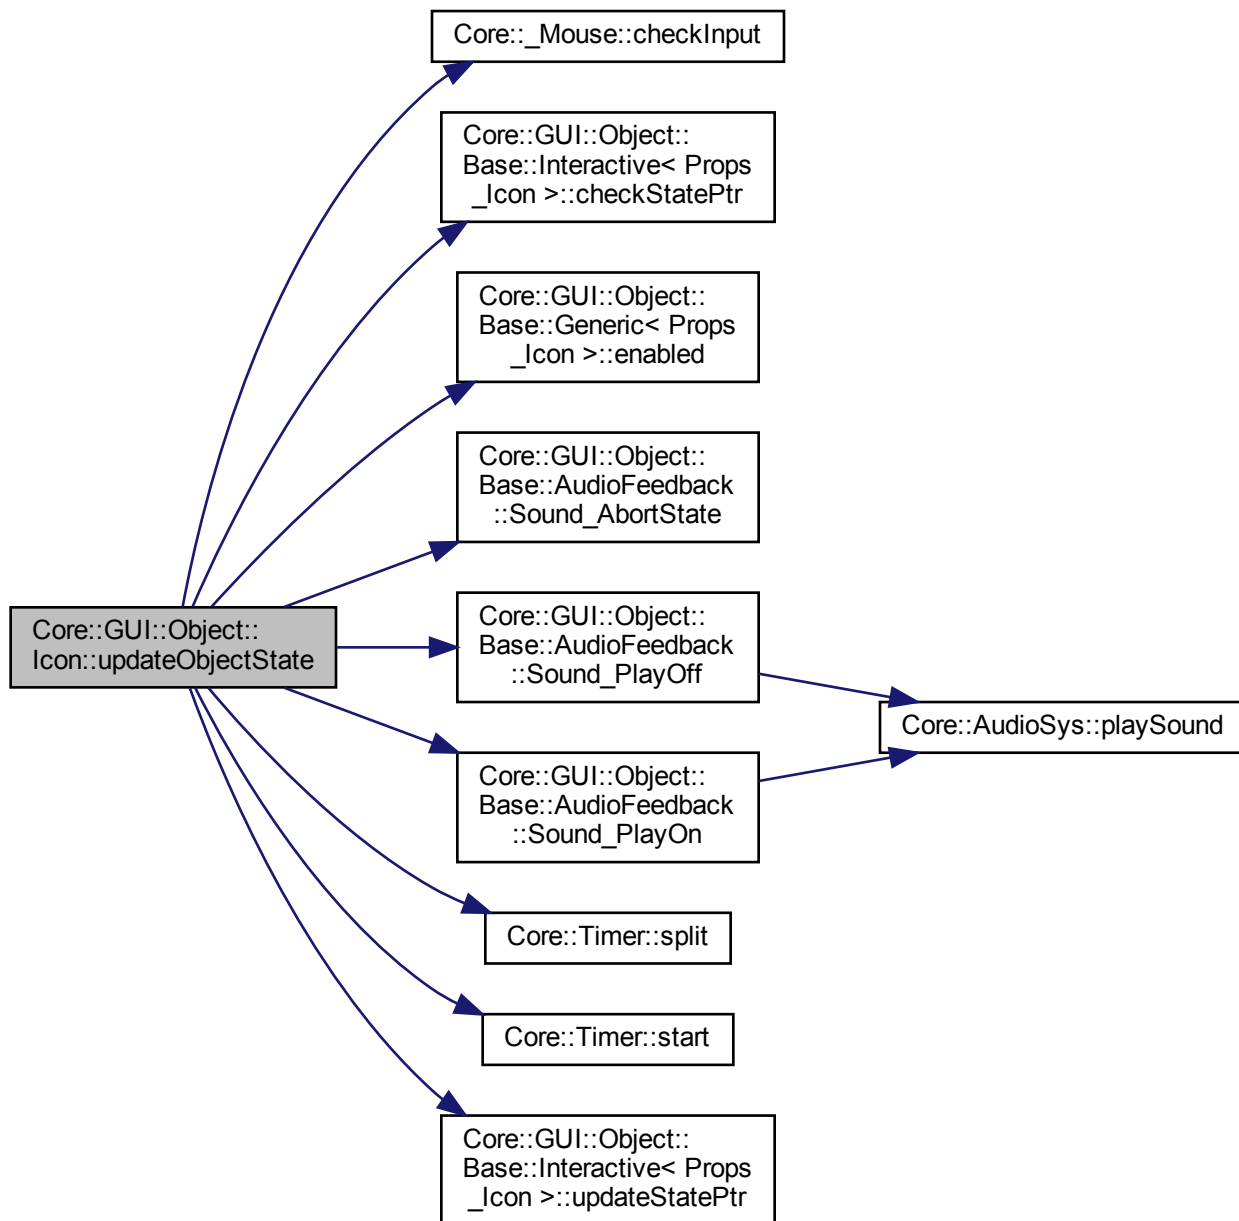 Core::_Mouse::checkInput
Core::GUI::Object::
Base::Interactive< Props
_Icon >::checkStatePtr
Core::GUI::Object::
Base::Generic< Props
_Icon >::enabled
Core::GUI::Object::
Base::AudioFeedback
::Sound_AbortState
Core::GUI::Object::
Icon::updateObjectState
Core::GUI::Object::
Base::AudioFeedback
::Sound_PlayOff
Core::AudioSys::playSound
Core::GUI::Object::
Base::AudioFeedback
::Sound_PlayOn
Core::Timer::split
Core::Timer::start
Core::GUI::Object::
Base::Interactive< Props
_Icon >::updateStatePtr